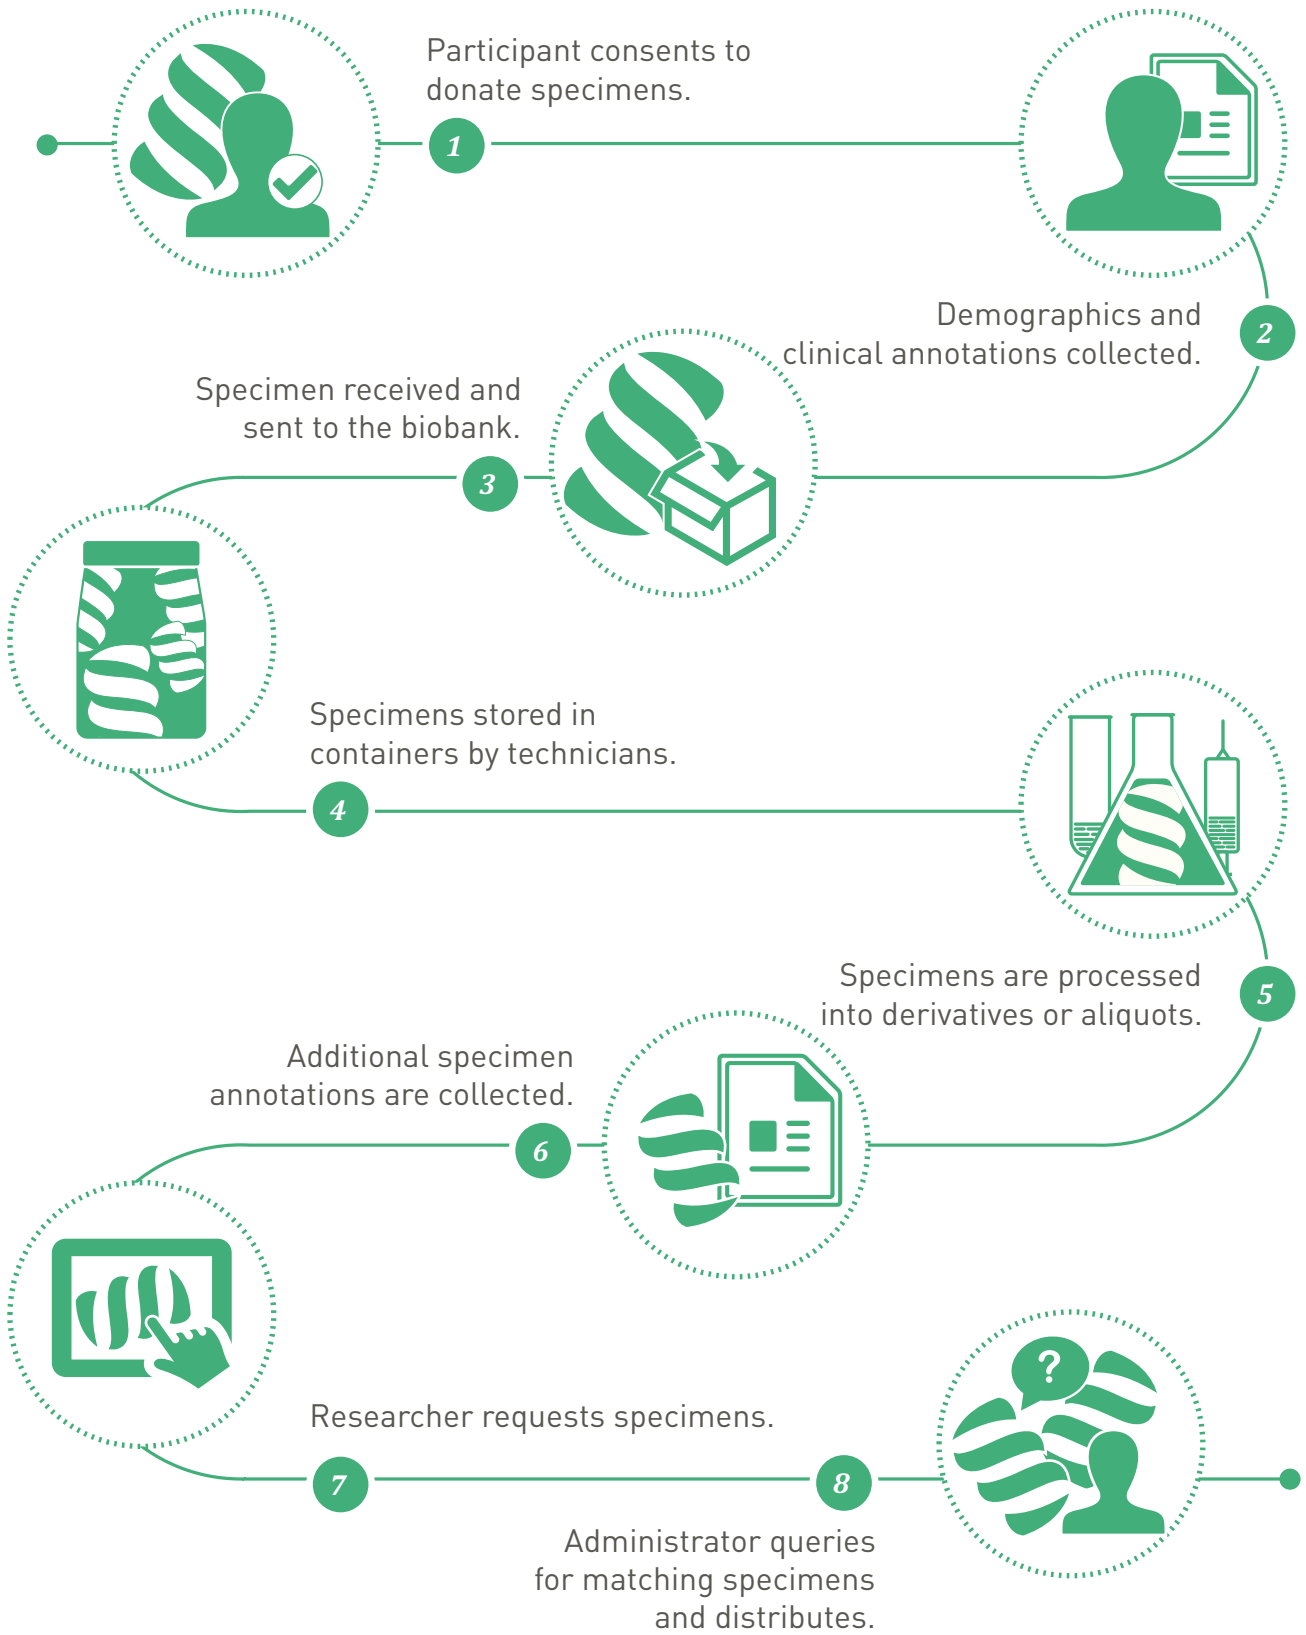 Participant consents to
donate specimens.
1
Demographics and
clinical annotations collected.
2
Specimen received and
sent to the biobank.
3
Specimens stored in
containers by technicians.
4
Specimens are processed
into derivatives or aliquots.
5
Additional specimen
annotations are collected.
6
Researcher requests specimens.
7
?
8
Administrator queries
for matching specimens
and distributes.